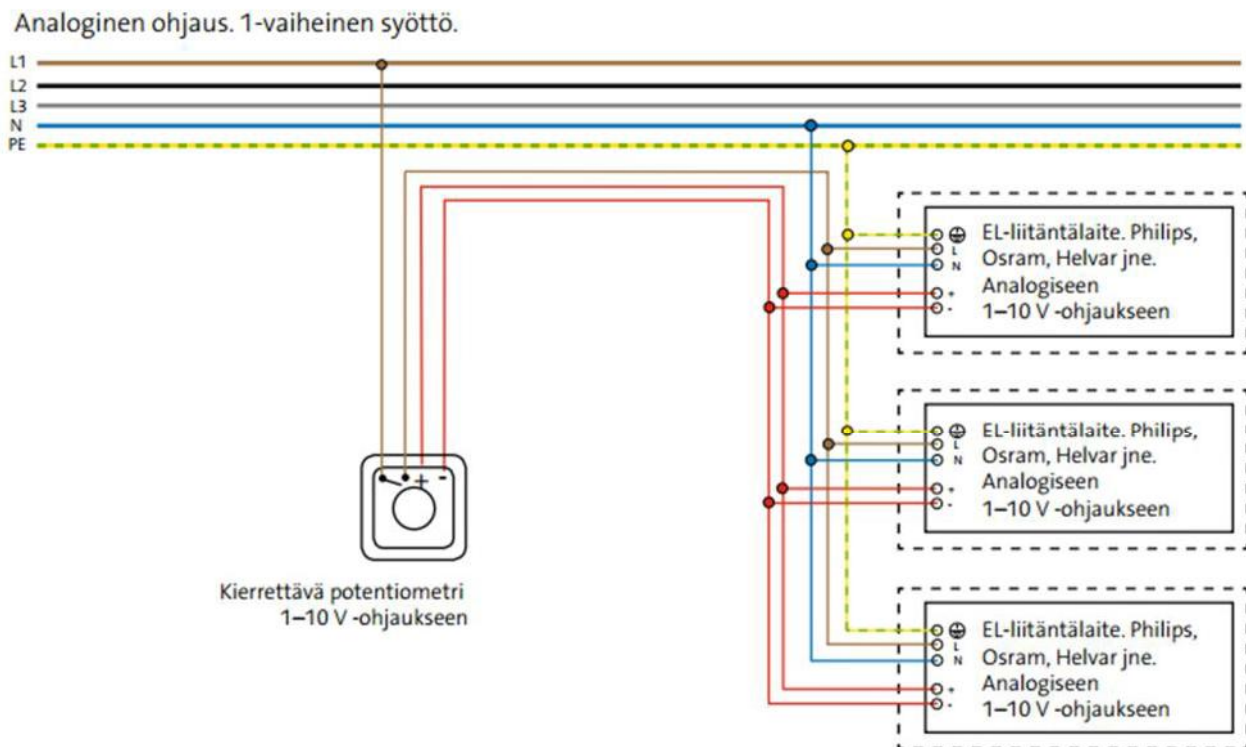 Analoginen ohjaus. 1-vaiheinen syöttö.
L1
L2
L3
N
PE
EL-liitäntälaite. Philips,
L
Osram, Helvar jne.
N
Analogiseen
+
1–10 V -ohjaukseen
-
EL-liitäntälaite. Philips,
L
Osram, Helvar jne.
N
Analogiseen
+
1–10 V -ohjaukseen
-
+ -
Kierrettävä potentiometri
1–10 V -ohjaukseen
EL-liitäntälaite. Philips,
L
Osram, Helvar jne.
N
Analogiseen
+
1–10 V -ohjaukseen
-